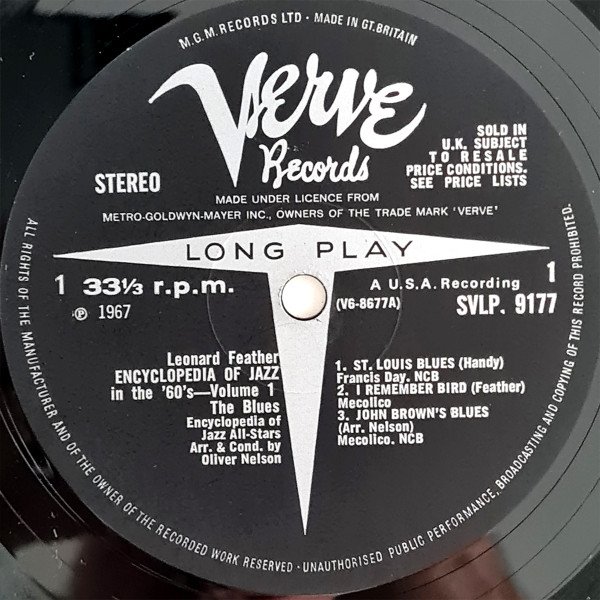 M.G.M. RECORDS LTD · MADE IN GT. BRITAIN
Verve
Records
STEREO
SOLD IN
U.K. SUBJECT
TO RESALE
PRICE CONDITIONS.
SEE PRICE LISTS
MADE UNDER LICENCE FROM
METRO-GOLDWYN-MAYER INC., OWNERS OF THE TRADE MARK 'VERVE'
LONG PLAY
1 33⅓ r.p.m.
℗ 1967
A U.S.A. Recording 1
(V6-8677A) SVLP. 9177
Leonard Feather
ENCYCLOPEDIA OF JAZZ
in the '60's—Volume 1
The Blues
Encyclopedia of
Jazz All-Stars
Arr. & Cond. by
Oliver Nelson
1. ST. LOUIS BLUES (Handy)
Francis Day. NCB
2. I REMEMBER BIRD (Feather)
Mecolico
3. JOHN BROWN'S BLUES
(Arr. Nelson)
Mecolico. NCB
ALL RIGHTS OF THE MANUFACTURER AND OF THE OWNER OF THE RECORDED WORK RESERVED · UNAUTHORISED PUBLIC PERFORMANCE, BROADCASTING AND COPYING OF THIS RECORD PROHIBITED.